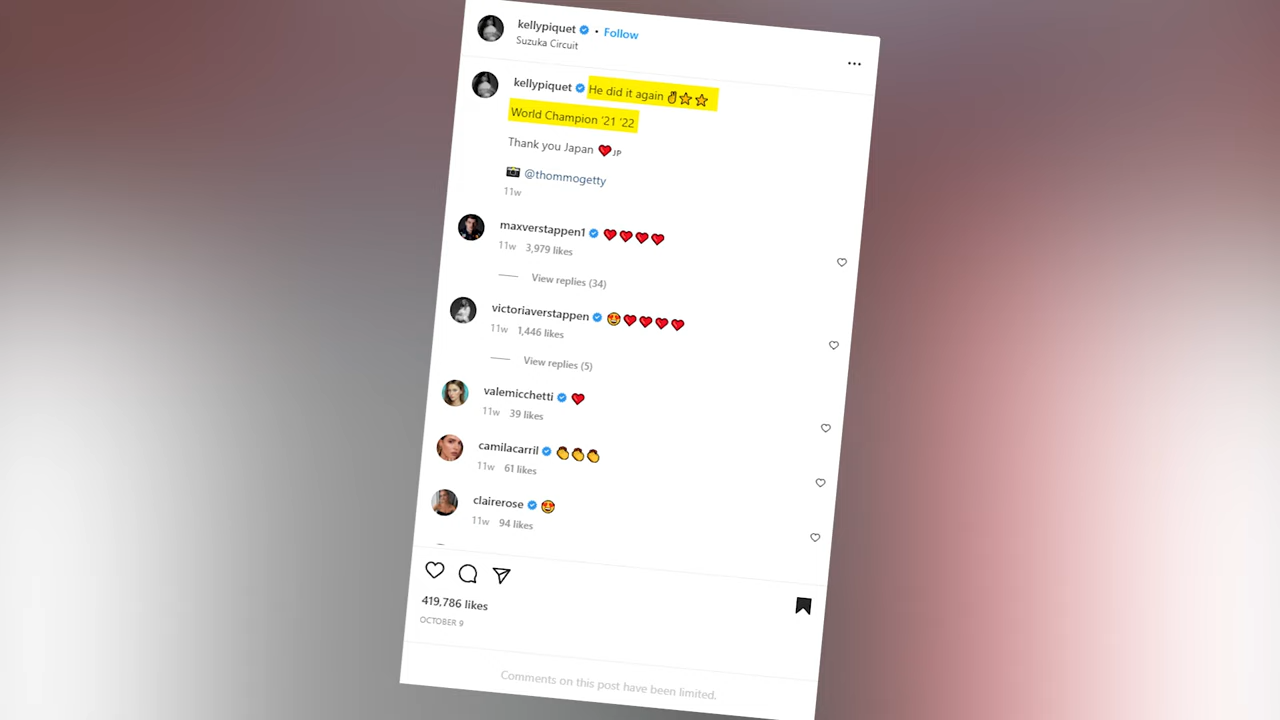 kellypiquet • Follow
Suzuka Circuit
kellypiquet He did it again ✌⭐⭐
World Champion '21 '22
Thank you Japan ❤️ JP
📸 @thommogetty
11w
maxverstappen1 ❤️❤️❤️❤️
11w 3,979 likes
View replies (34)
victoriaverstappen 😍❤️❤️❤️❤️
11w 1,446 likes
View replies (5)
valemicchetti ❤️
11w 39 likes
camilacarril 👏👏👏
11w 61 likes
clairerose 😍
11w 94 likes
419,786 likes
OCTOBER 9
Comments on this post have been limited.